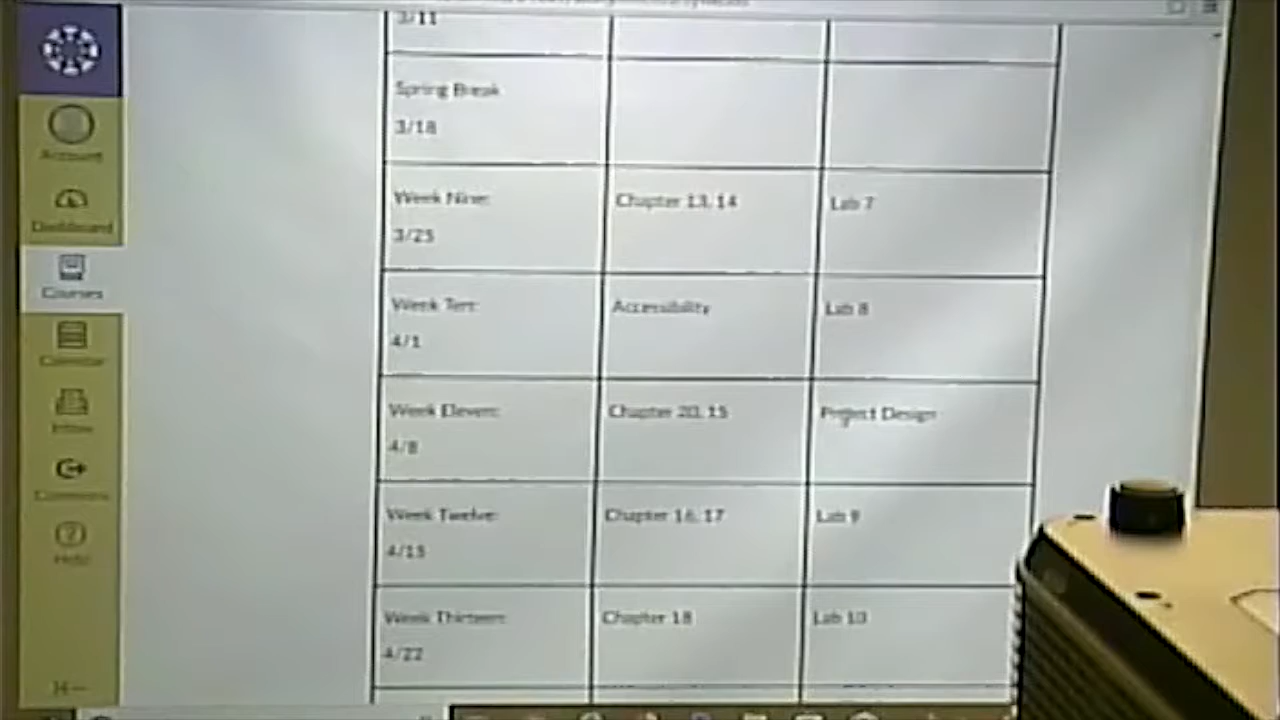 3/11
Spring Break
3/18
Week Nine:
3/25
Chapter 13, 14
Lab 7
Week Ten:
4/1
Accessibility
Lab 8
Week Eleven:
4/8
Chapter 20, 15
Project Design
Week Twelve:
4/15
Chapter 16, 17
Lab 9
Week Thirteen:
4/22
Chapter 18
Lab 10
Account
Dashboard
Courses
Calendar
Inbox
Commons
Help